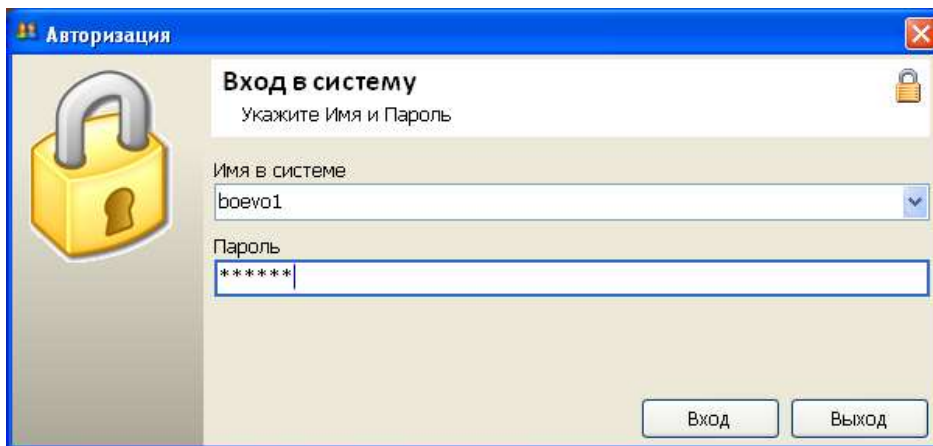 Авторизация
Вход в систему
Укажите Имя и Пароль
Имя в системе
boevo1
Пароль
******
Вход
Выход